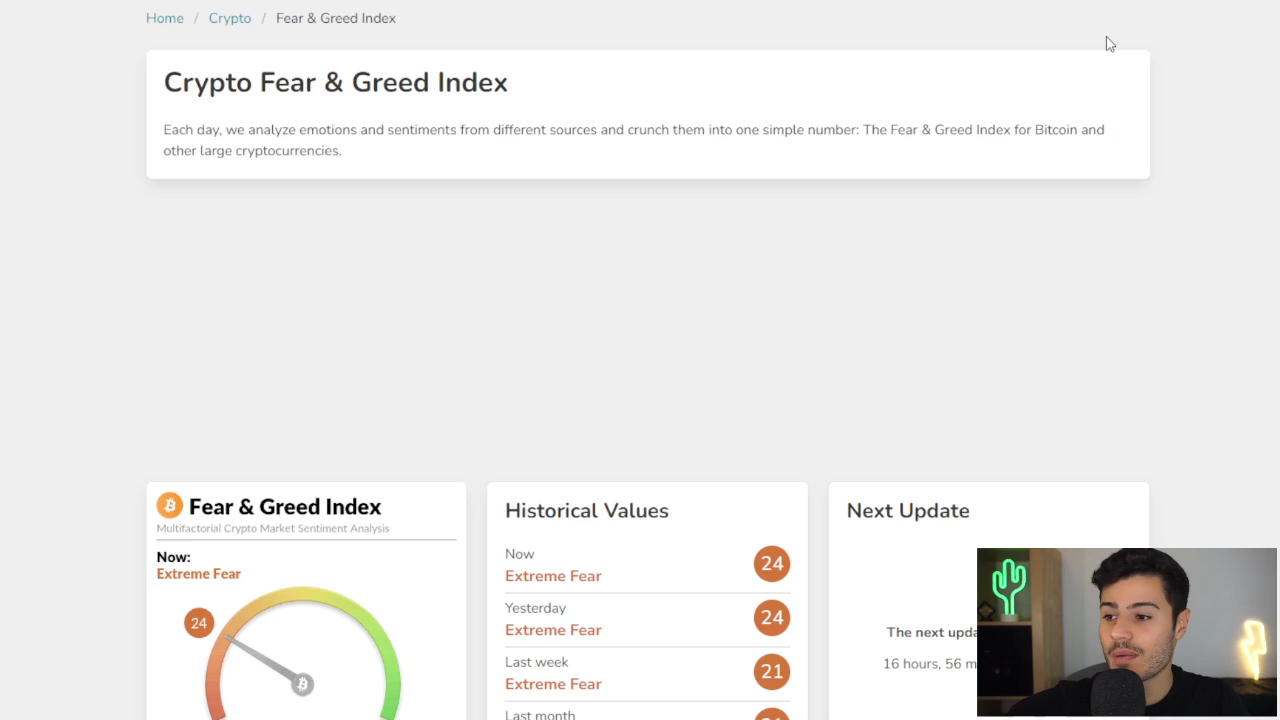 Home / Crypto / Fear & Greed Index
Crypto Fear & Greed Index
Each day, we analyze emotions and sentiments from different sources and crunch them into one simple number: The Fear & Greed Index for Bitcoin and
other large cryptocurrencies.
Fear & Greed Index
Multifactorial Crypto Market Sentiment Analysis
Now:
Extreme Fear
24
Historical Values
Now
Extreme Fear
24
Yesterday
Extreme Fear
24
Last week
Extreme Fear
21
Last month
Next Update
The next upda
16 hours, 56 m